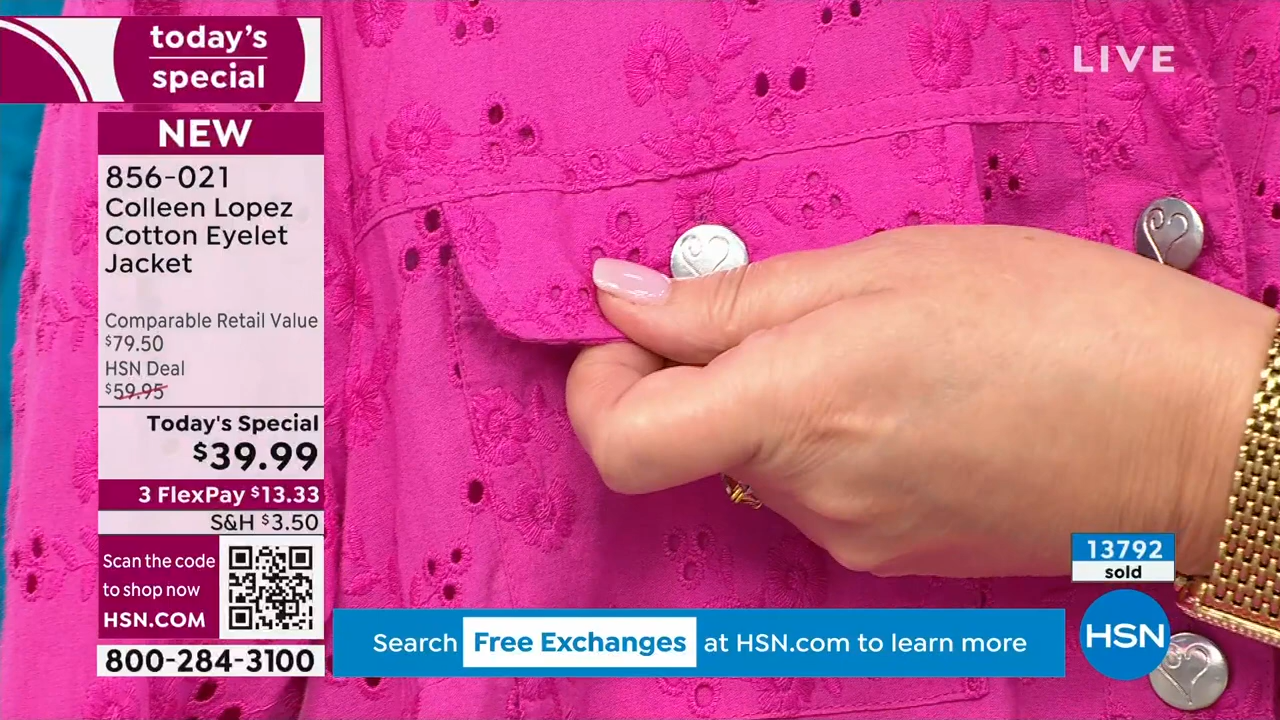 today's
special
LIVE
NEW
856-021
Colleen Lopez
Cotton Eyelet
Jacket
Comparable Retail Value
$79.50
HSN Deal
$59.95
Today's Special
$39.99
3 FlexPay $13.33
S&H $3.50
Scan the code
to shop now
HSN.COM
800-284-3100
13792
sold
Search Free Exchanges at HSN.com to learn more
HSN